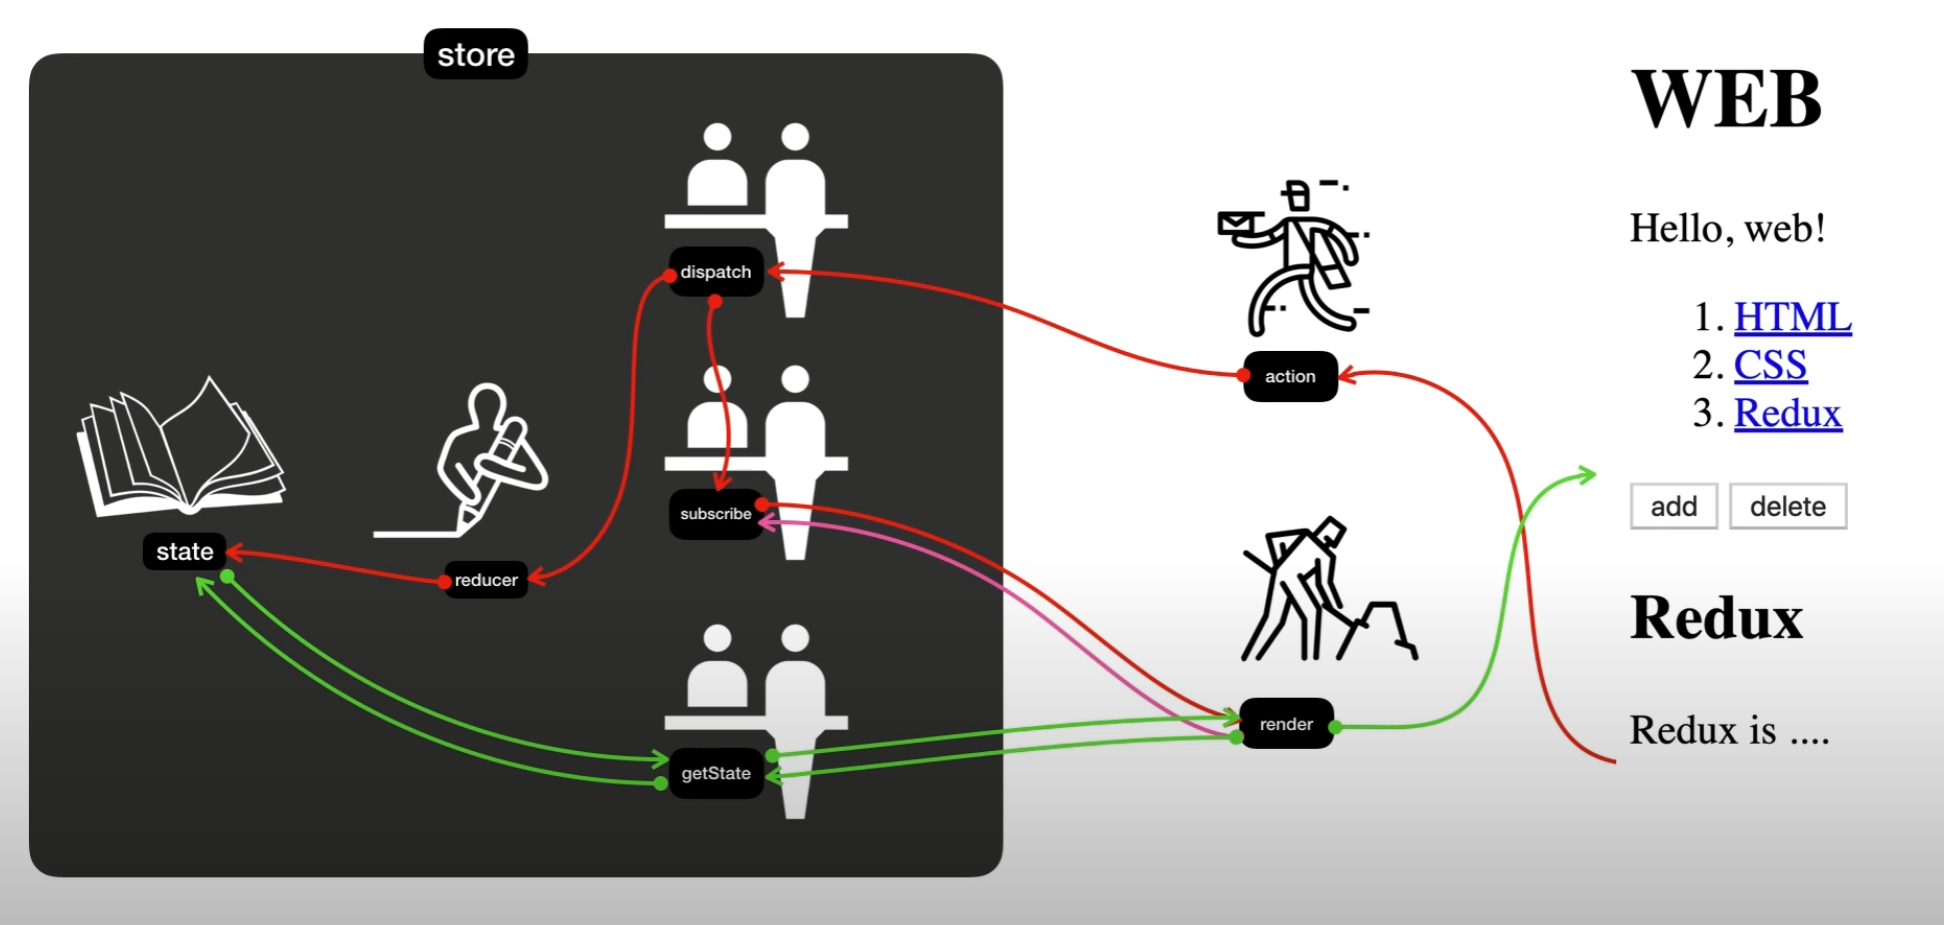 store
dispatch
subscribe
state
reducer
getState
action
render
WEB
Hello, web!
1. HTML
2. CSS
3. Redux
add delete
Redux
Redux is ....